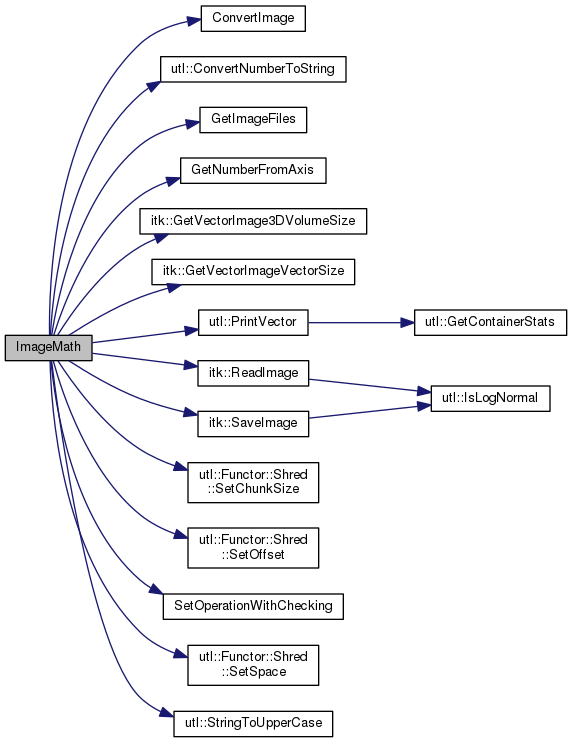 ConvertImage
utl::ConvertNumberToString
GetImageFiles
GetNumberFromAxis
itk::GetVectorImage3DVolumeSize
itk::GetVectorImageVectorSize
utl::PrintVector
utl::GetContainerStats
ImageMath
itk::ReadImage
utl::IsLogNormal
itk::SaveImage
utl::Functor::Shred
::SetChunkSize
utl::Functor::Shred
::SetOffset
SetOperationWithChecking
utl::Functor::Shred
::SetSpace
utl::StringToUpperCase